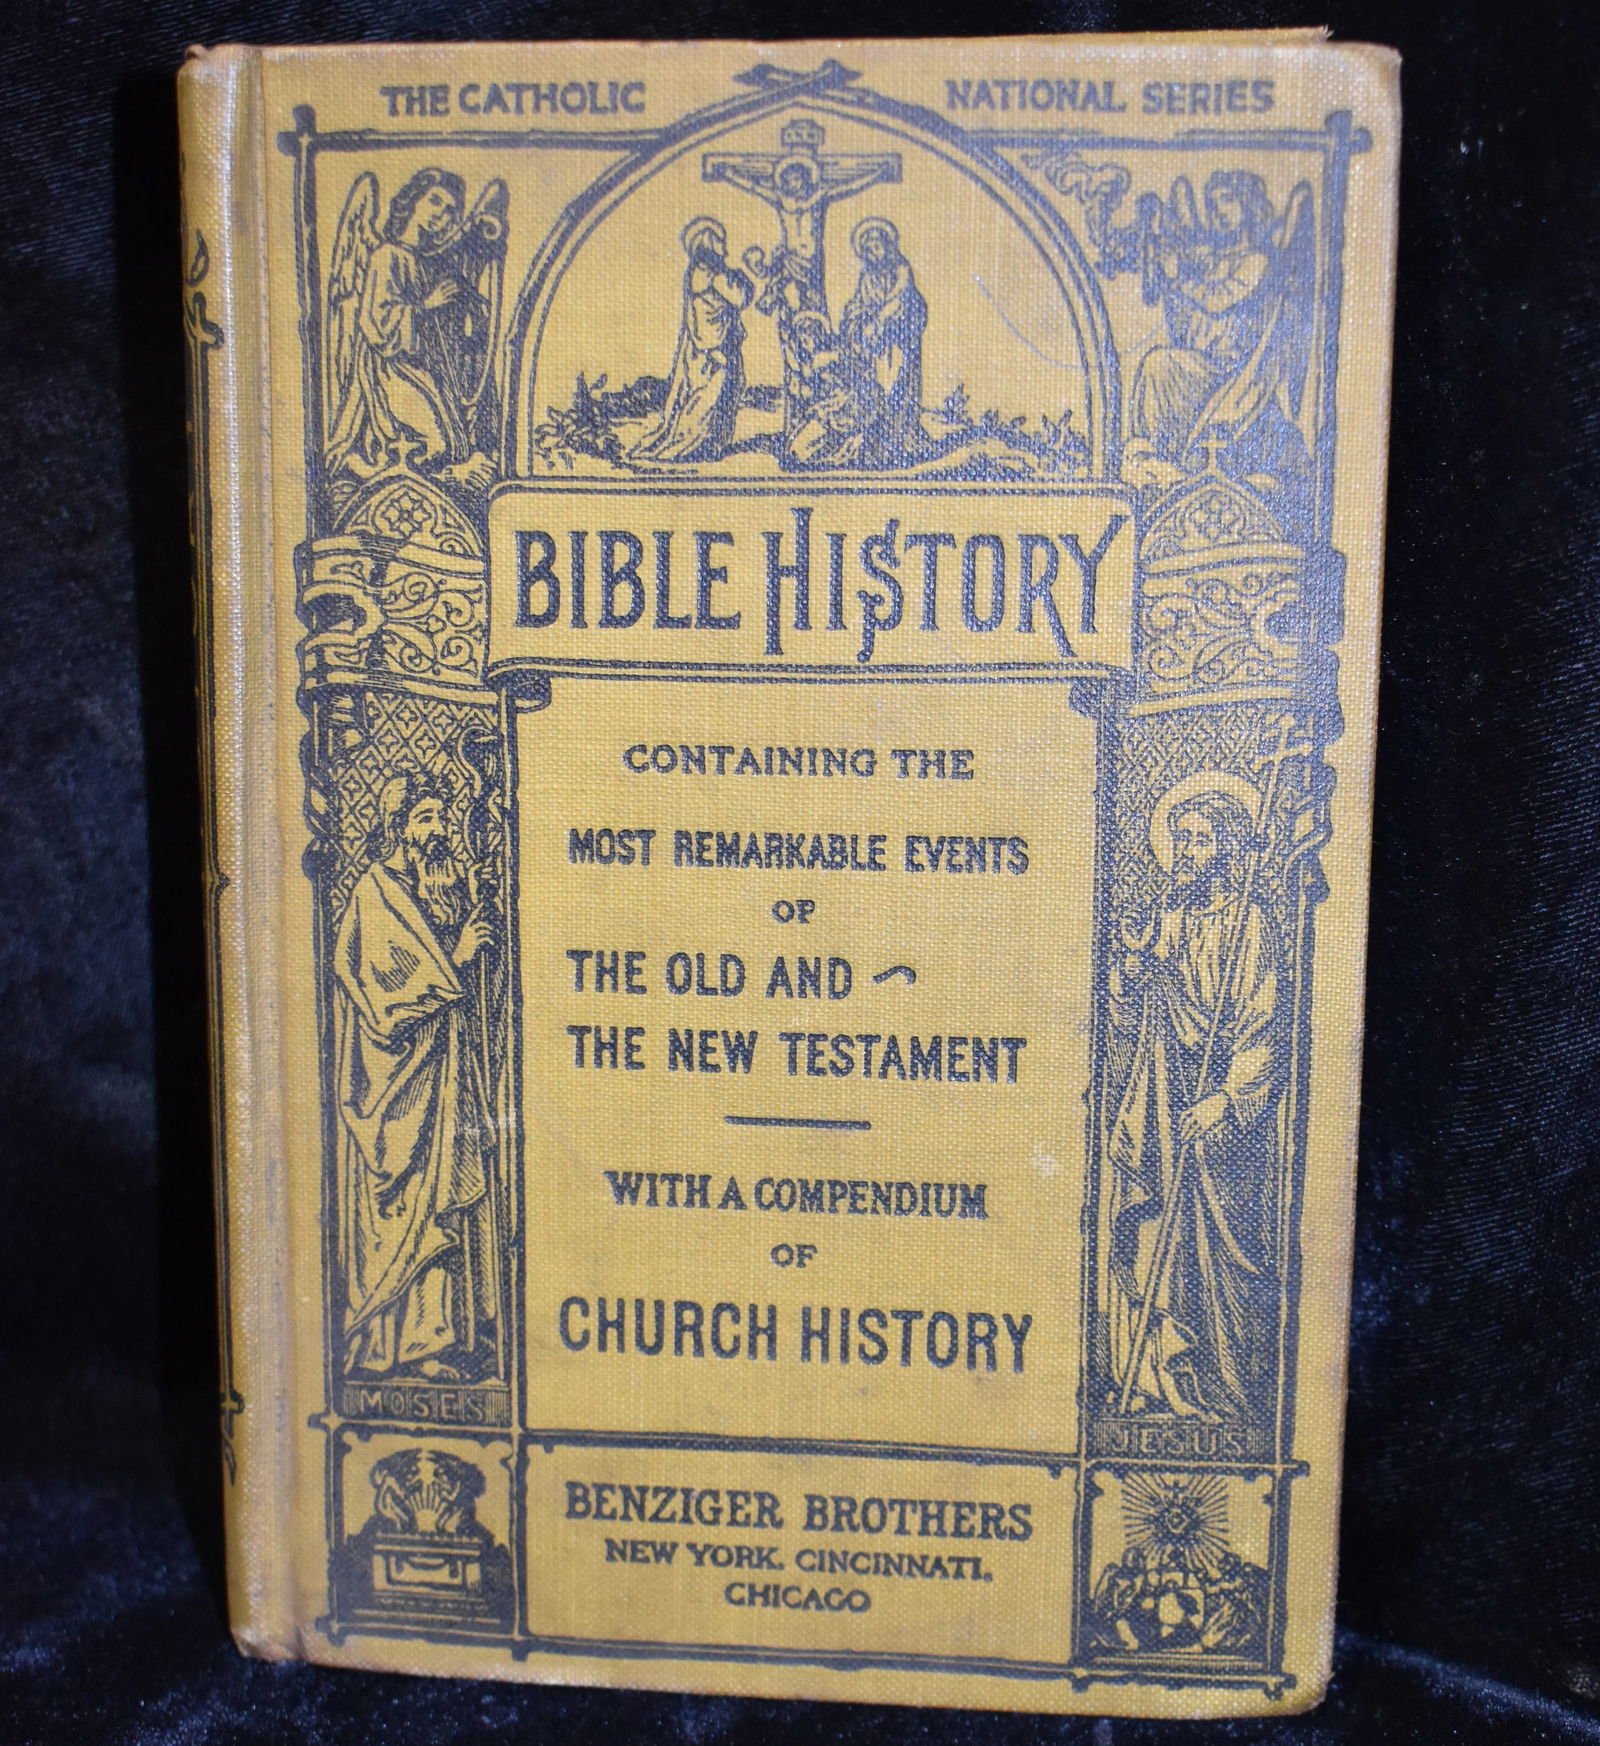 THE CATHOLIC NATIONAL SERIES
BIBLE HISTORY
CONTAINING THE
MOST REMARKABLE EVENTS
OF
THE OLD AND
THE NEW TESTAMENT
WITH A COMPENDIUM
OF
CHURCH HISTORY
MOSES
JESUS
BENZIGER BROTHERS
NEW YORK. CINCINNATI.
CHICAGO